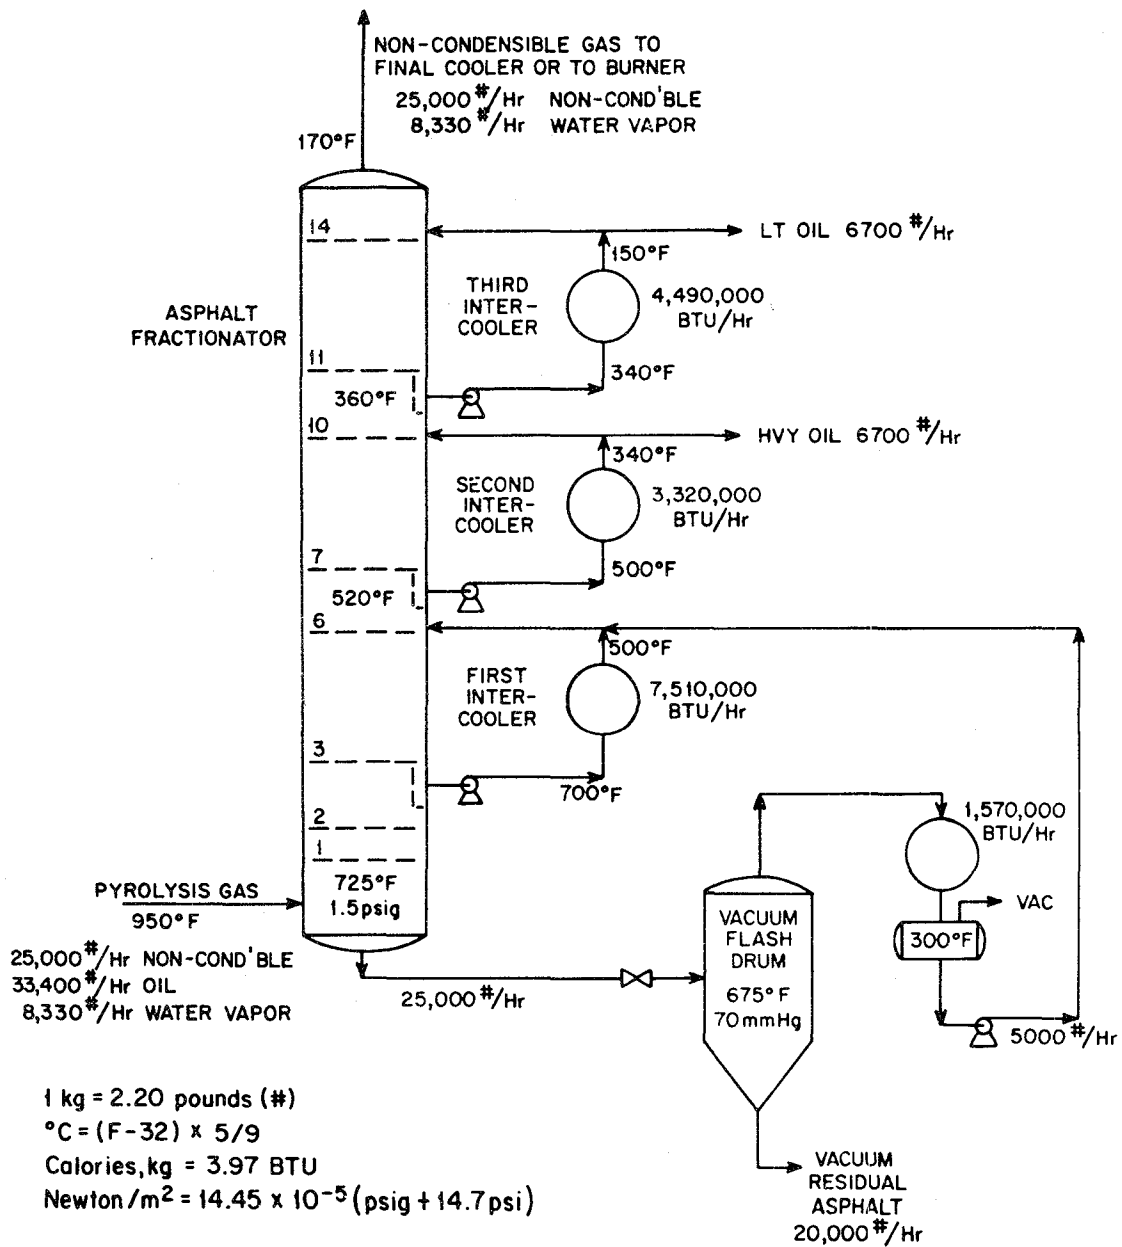 NON-CONDENSIBLE GAS TO
FINAL COOLER OR TO BURNER
25,000 #/Hr NON-COND'BLE
8,330 #/Hr WATER VAPOR
170°F
14
LT OIL 6700 #/Hr
150°F
THIRD
INTER-
COOLER
4,490,000
BTU/Hr
ASPHALT
FRACTIONATOR
11
340°F
360°F
10
HVY OIL 6700 #/Hr
340°F
SECOND
INTER-
COOLER
3,320,000
BTU/Hr
7
500°F
520°F
6
500°F
FIRST
INTER-
COOLER
7,510,000
BTU/Hr
3
700°F
2
1
725°F
1.5psig
PYROLYSIS GAS
950°F
25,000 #/Hr NON-COND'BLE
33,400 #/Hr OIL
8,330 #/Hr WATER VAPOR
25,000 #/Hr
VACUUM
FLASH
DRUM
675°F
70mmHg
1,570,000
BTU/Hr
VAC
300°F
5000 #/Hr
VACUUM
RESIDUAL
ASPHALT
20,000 #/Hr
1 kg = 2.20 pounds (#)
°C = (F-32) × 5/9
Calories,kg = 3.97 BTU
Newton/m² = 14.45 × 10⁻⁵ (psig + 14.7psi)